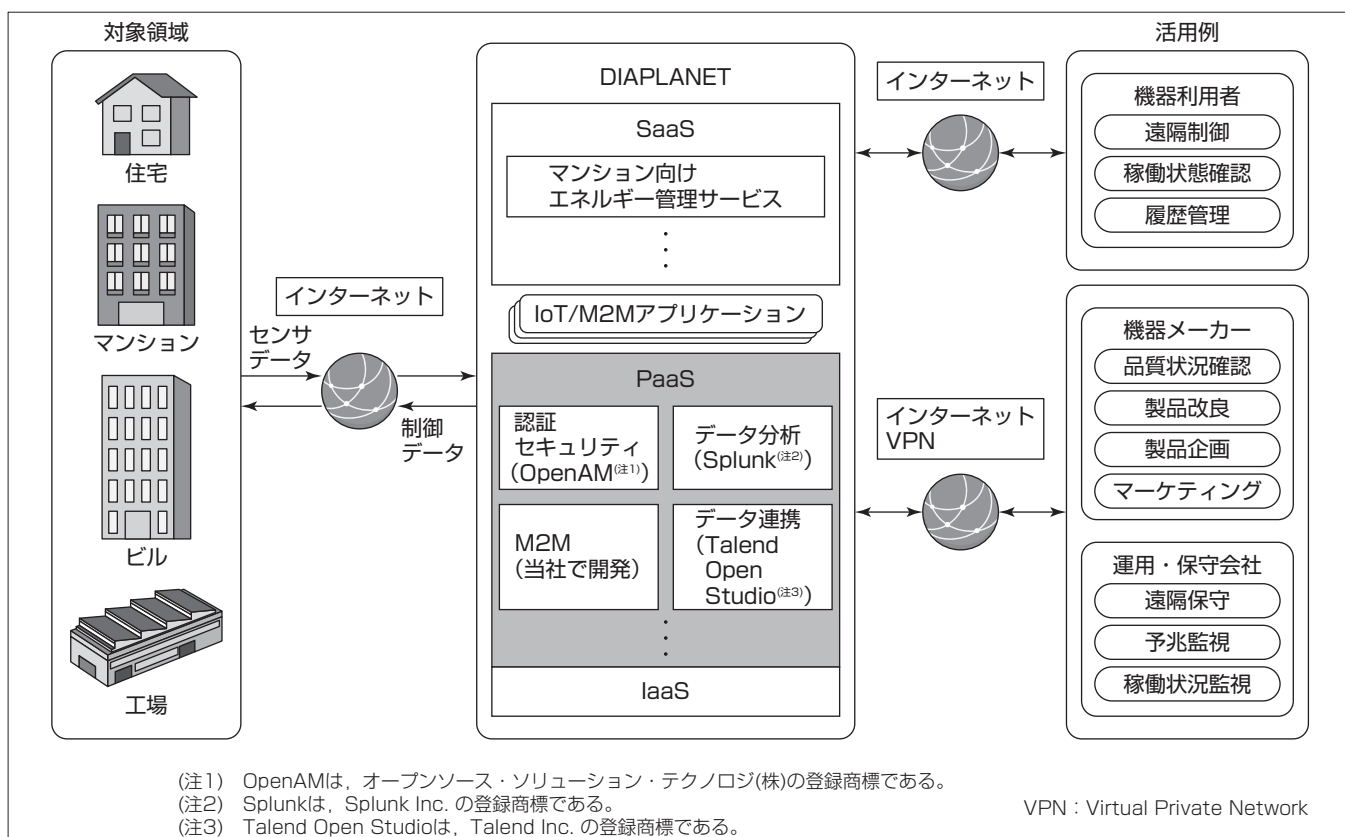 対象領域
住宅
マンション
ビル
工場
インターネット
センサ
データ
制御
データ
DIAPLANET
SaaS
マンション向け
エネルギー管理サービス
・
・
・
IoT/M2Mアプリケーション
PaaS
認証
セキュリティ
(OpenAM(注1))
データ分析
(Splunk(注2))
M2M
(当社で開発)
データ連携
(Talend
Open
Studio(注3))
・
・
・
IaaS
インターネット
インターネット
VPN
活用例
機器利用者
遠隔制御
稼働状態確認
履歴管理
機器メーカー
品質状況確認
製品改良
製品企画
マーケティング
運用・保守会社
遠隔保守
予兆監視
稼働状況監視
(注1) OpenAMは，オープンソース・ソリューション・テクノロジ(株)の登録商標である。
(注2) Splunkは，Splunk Inc. の登録商標である。
(注3) Talend Open Studioは，Talend Inc. の登録商標である。
VPN：Virtual Private Network